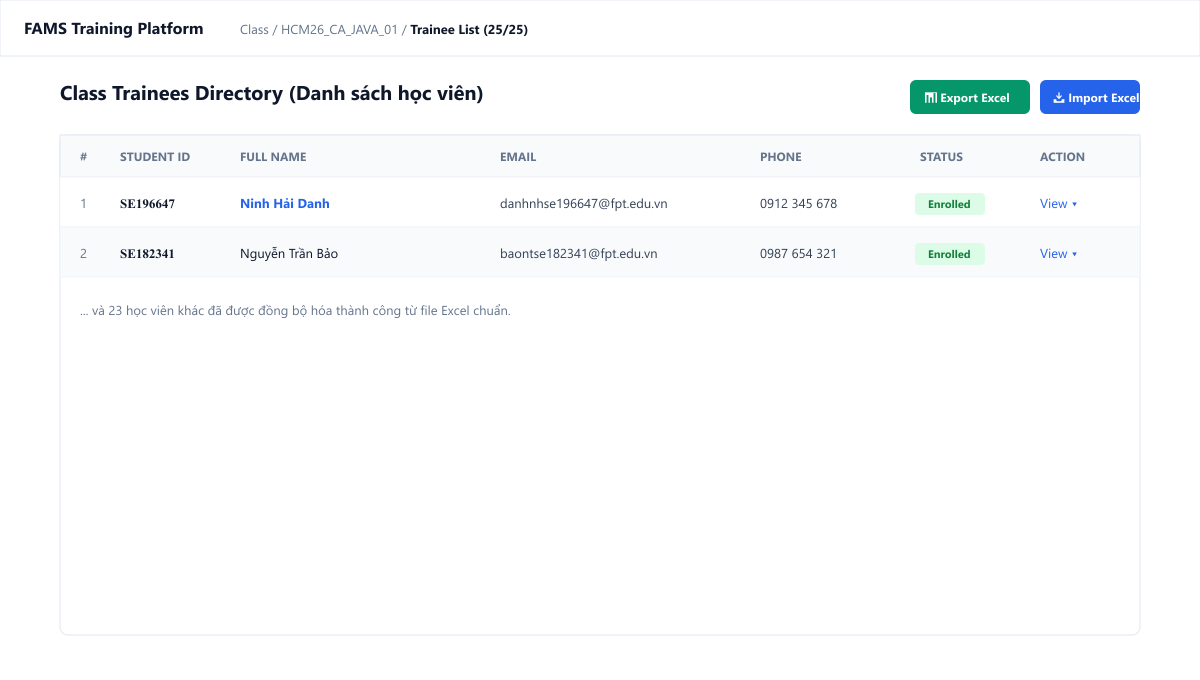 FAMS Training Platform
Class / HCM26_CA_JAVA_01 / Trainee List (25/25)
Class Trainees Directory (Danh sách học viên)
Export Excel
Import Excel
# STUDENT ID FULL NAME EMAIL PHONE STATUS ACTION
1 SE196647 Ninh Hải Danh danhnhse196647@fpt.edu.vn 0912 345 678 Enrolled View ▾
2 SE182341 Nguyễn Trần Bảo baontse182341@fpt.edu.vn 0987 654 321 Enrolled View ▾
... và 23 học viên khác đã được đồng bộ hóa thành công từ file Excel chuẩn.